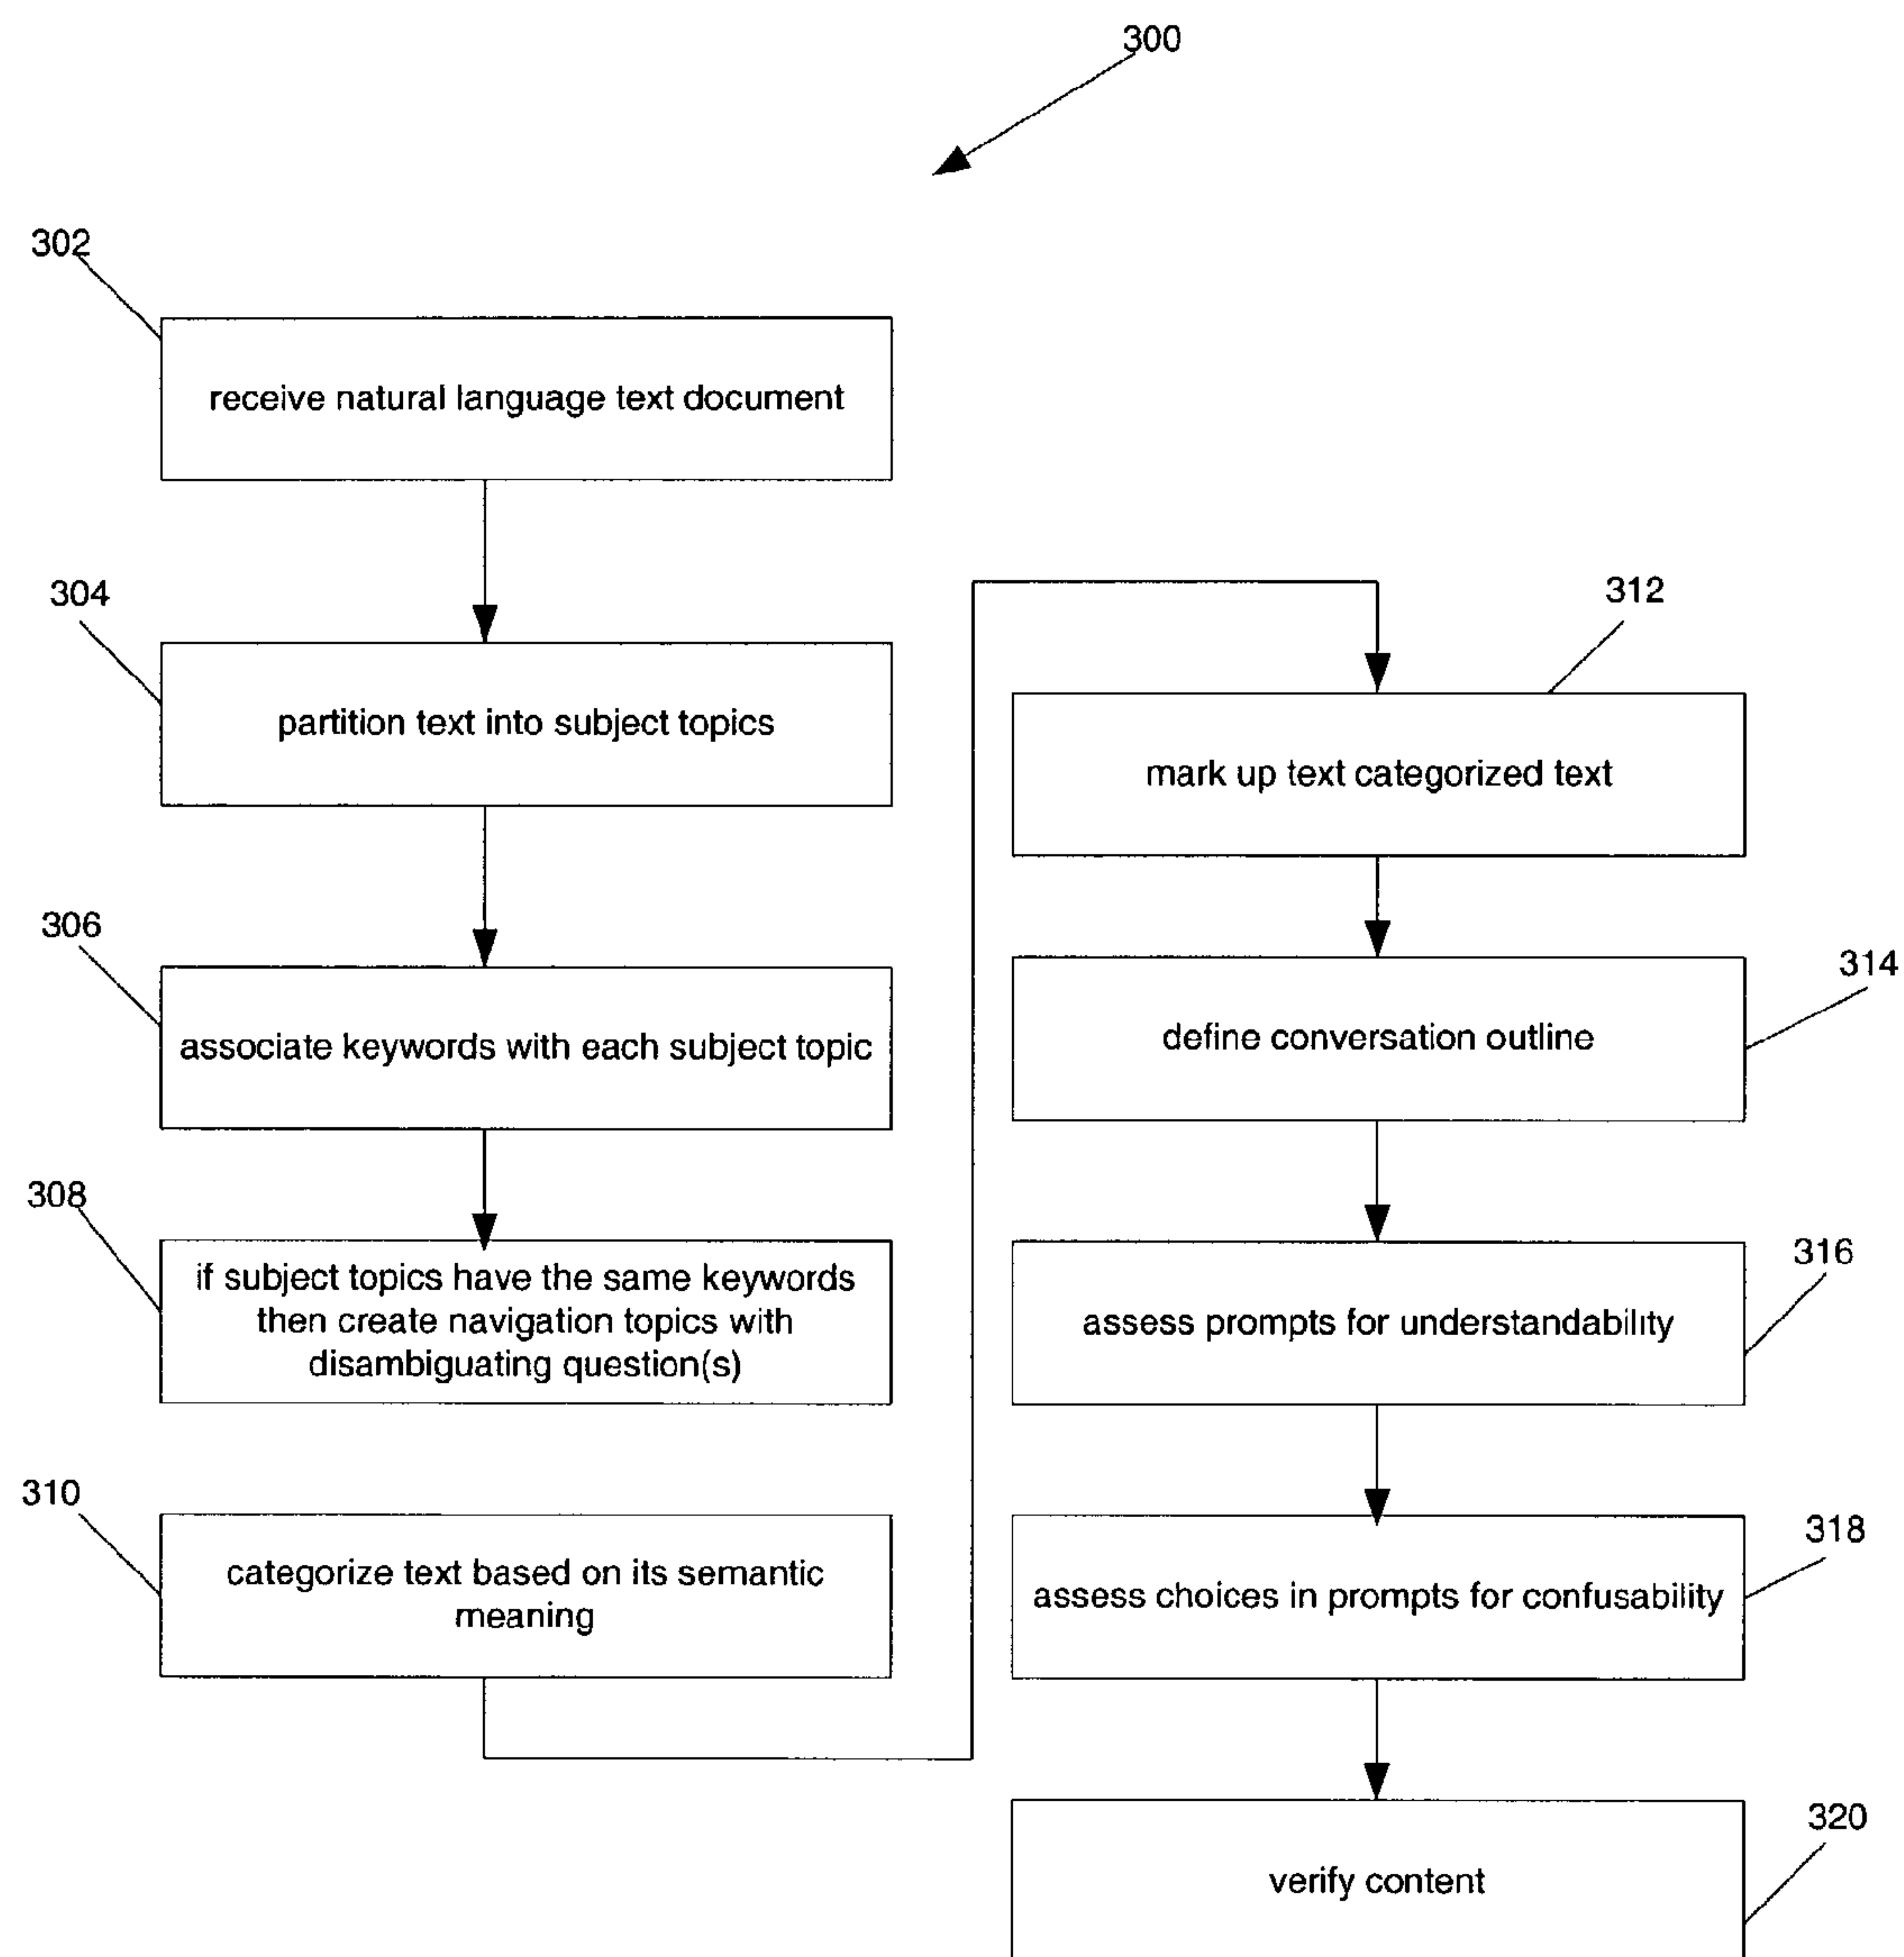 300
302
receive natural language text document
304
partition text into subject topics
306
associate keywords with each subject topic
308
if subject topics have the same keywords
then create navigation topics with
disambiguating question(s)
310
categorize text based on its semantic
meaning
312
mark up text categorized text
314
define conversation outline
316
assess prompts for understandability
318
assess choices in prompts for confusability
320
verify content